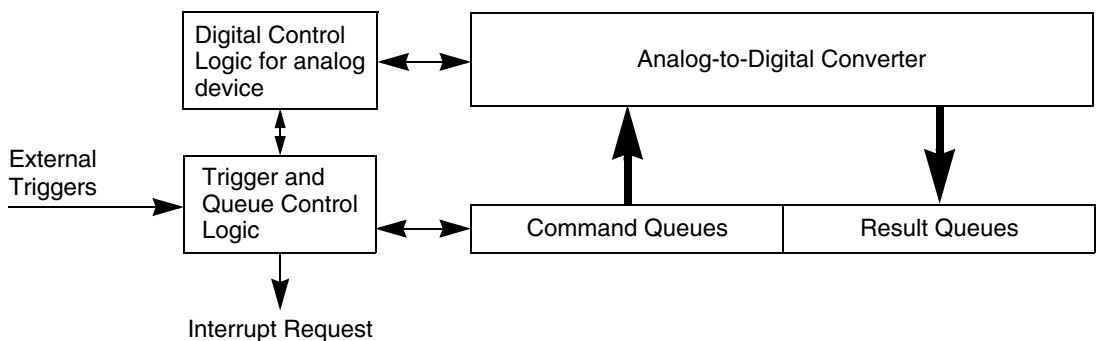 Digital Control
Logic for analog
device
Analog-to-Digital Converter
External
Triggers
Trigger and
Queue Control
Logic
Command Queues
Result Queues
Interrupt Request